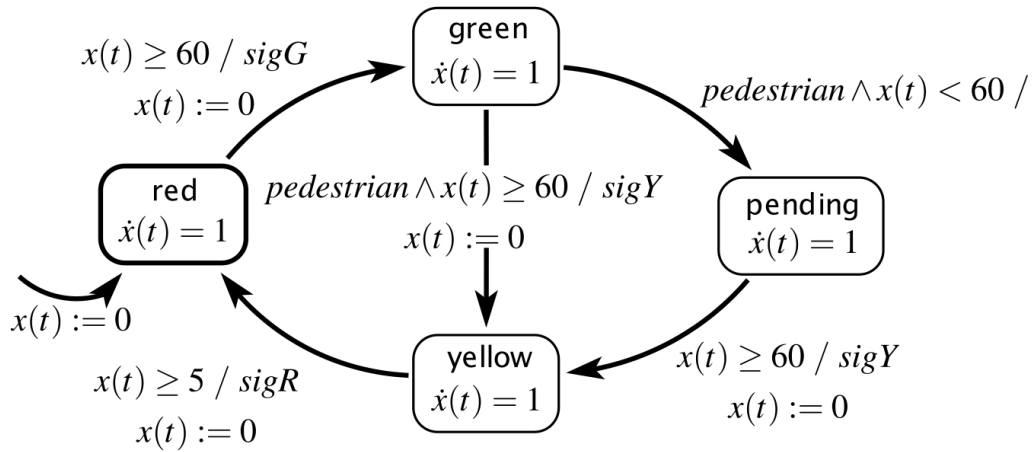 green
ẋ(t) = 1
x(t) ≥ 60 / sigG
x(t) := 0
pedestrian ∧ x(t) < 60 /
red
ẋ(t) = 1
pedestrian ∧ x(t) ≥ 60 / sigY
x(t) := 0
pending
ẋ(t) = 1
x(t) := 0
yellow
ẋ(t) = 1
x(t) ≥ 5 / sigR
x(t) := 0
x(t) ≥ 60 / sigY
x(t) := 0